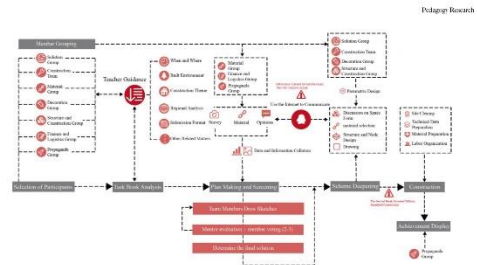 Pedagogy Research
Member Grouping
Solution Group
Construction Team
Material Group
Decoration Group
Structure and Construction Group
Finance and Logistics Group
Propaganda Group
Teacher Guidance
When and Where
Built Environment
Construction Theme
Regional Analysis
Information Format
Other Related Matters
Material Group
Finance and Logistics Group
Propaganda Group
Survey
Material
Opinions
Data and Information Collation
Use the Internet to Communicate
Solution Group
Construction Team
Decoration Group
Structure and Construction Group
Parametric Design
Discussion on Space Form
material selection
Structure and Node Design
Drawing
Site Cleanup
Technical Data Preparation
Material Preparation
Labor Organization
Selection of Participants
Task Book Analysis
Plan Making and Screening
Scheme Deepening
Construction
Team Members Draw Sketches
Mentor evaluation + member voting (2-3)
Determine the final solution
Achievement Display
Propaganda Group